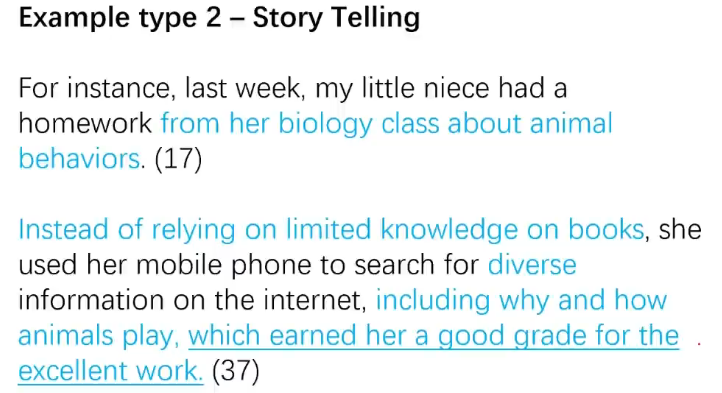 Example type 2 – Story Telling
For instance, last week, my little niece had a
homework from her biology class about animal
behaviors. (17)
Instead of relying on limited knowledge on books, she
used her mobile phone to search for diverse
information on the internet, including why and how
animals play, which earned her a good grade for the .
excellent work. (37)